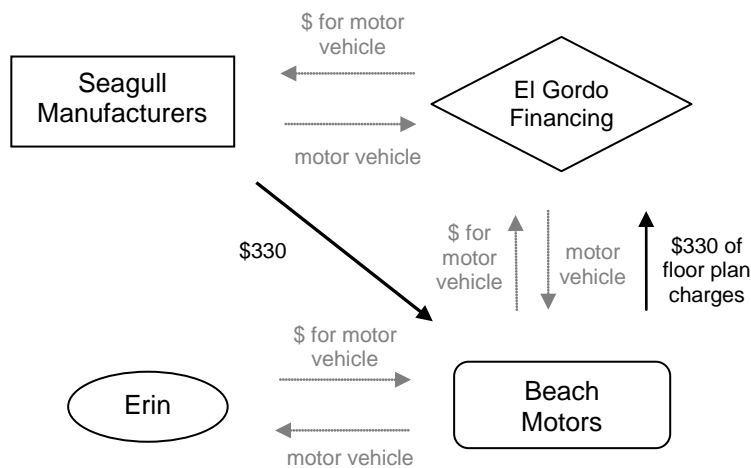 $ for motor
vehicle
Seagull
Manufacturers
El Gordo
Financing
motor vehicle
$330
$ for
motor
vehicle
motor
vehicle
$330 of
floor plan
charges
$ for motor
vehicle
Erin
Beach
Motors
motor vehicle